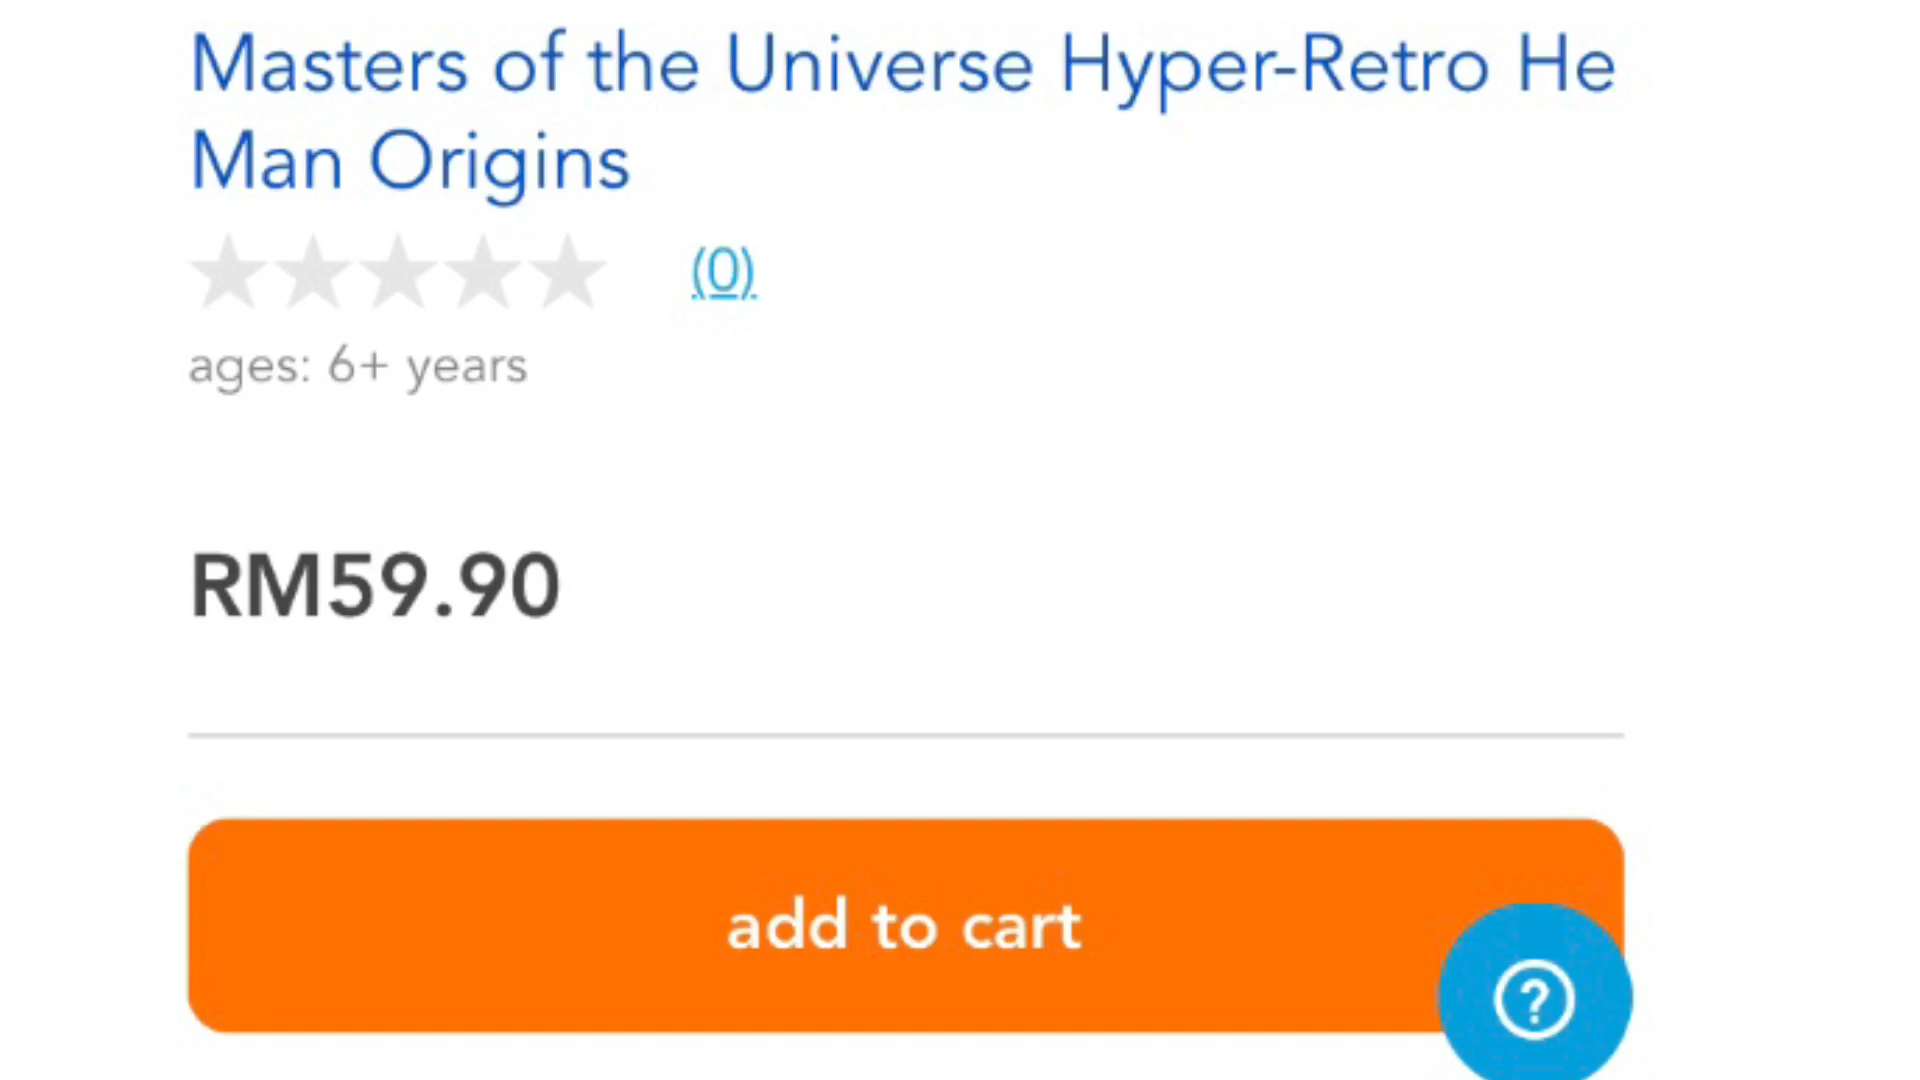 Masters of the Universe Hyper-Retro He
Man Origins
(0)
ages: 6+ years
RM59.90
add to cart
?